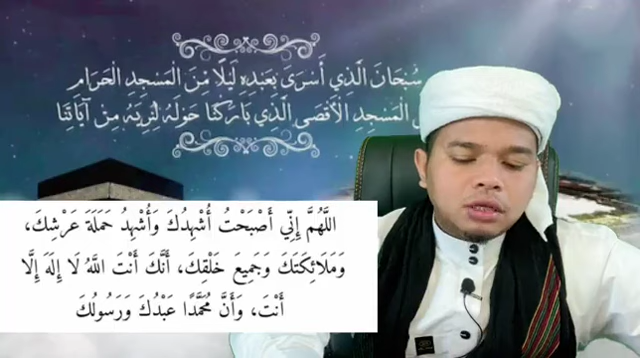 سُبْحَانَ الَّذِي أَسْرَىٰ بِعَبْدِهِ لَيْلًا مِّنَ الْمَسْجِدِ الْحَرَامِ
الْمَسْجِدِ الْأَقْصَى الَّذِي بَارَكْنَا حَوْلَهُ لِنُرِيَهُ مِنْ آيَاتِنَا
اللَّهُمَّ إِنِّي أَصْبَحْتُ أُشْهِدُكَ وَأُشْهِدُ حَمَلَةَ عَرْشِكَ،
وَمَلَائِكَتَكَ وَجَمِيعَ خَلْقِكَ، أَنَّكَ أَنْتَ اللَّهُ لَا إِلَهَ إِلَّا
أَنْتَ، وَأَنَّ مُحَمَّدًا عَبْدُكَ وَرَسُولُكَ